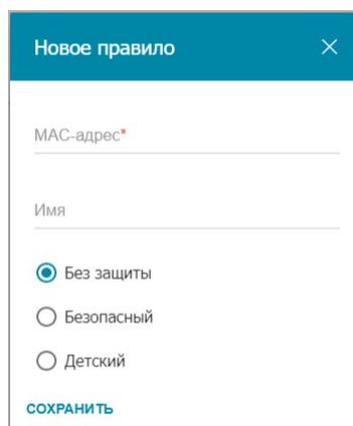 Новое правило
MAC-адрес*
Имя
Без защиты
Безопасный
Детский
СОХРАНИТЬ